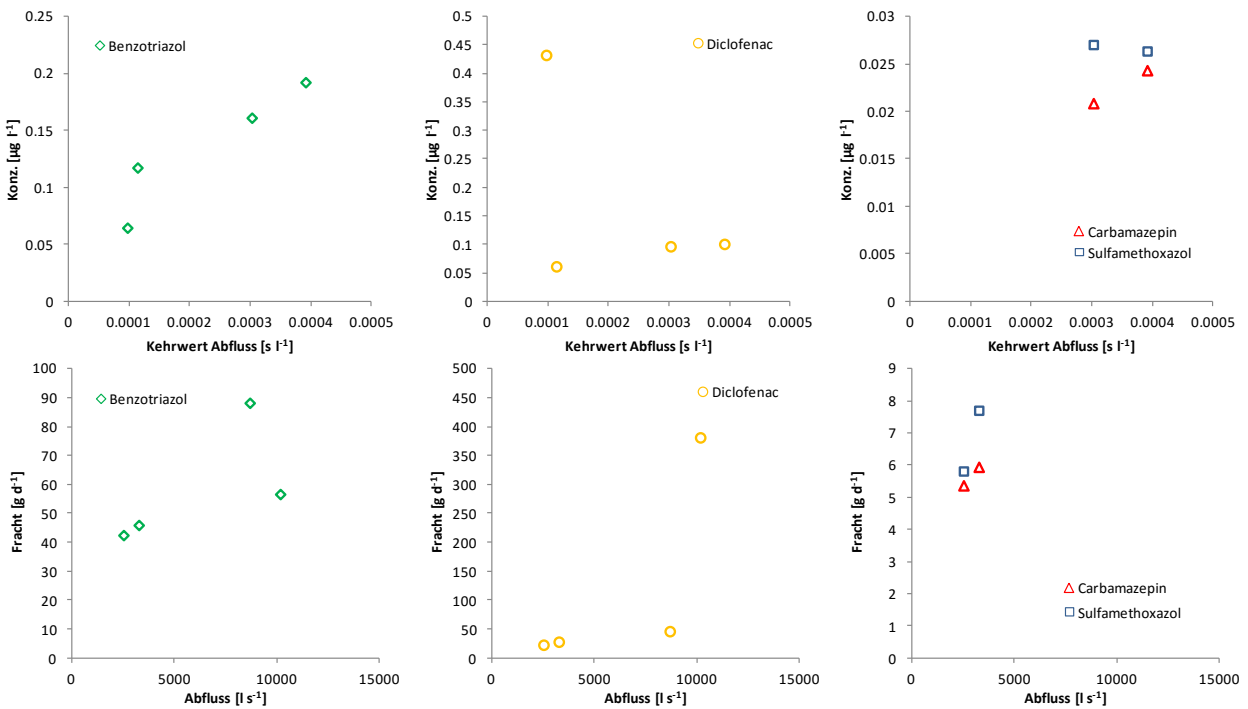 0.25
0.2
0.15
0.1
0.05
0
Konz. [µg l-1]
Benzotriazol
0 0.0001 0.0002 0.0003 0.0004 0.0005
Kehrwert Abfluss [s l-1]
0.5
0.45
0.4
0.35
0.3
0.25
0.2
0.15
0.1
0.05
0
Konz. [µg l-1]
Diclofenac
0 0.0001 0.0002 0.0003 0.0004 0.0005
Kehrwert Abfluss [s l-1]
0.03
0.025
0.02
0.015
0.01
0.005
0
Konz. [µg l-1]
Carbamazepin
Sulfamethoxazol
0 0.0001 0.0002 0.0003 0.0004 0.0005
Kehrwert Abfluss [s l-1]
100
90
80
70
60
50
40
30
20
10
0
Fracht [g d-1]
Benzotriazol
0 5000 10000 15000
Abfluss [l s-1]
500
450
400
350
300
250
200
150
100
50
0
Fracht [g d-1]
Diclofenac
0 5000 10000 15000
Abfluss [l s-1]
9
8
7
6
5
4
3
2
1
0
Fracht [g d-1]
Carbamazepin
Sulfamethoxazol
0 5000 10000 15000
Abfluss [l s-1]